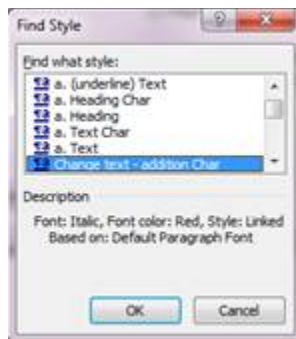 Find Style
Find what style:
a. (underline) Text
a. Heading Char
a. Heading
a. Text Char
a. Text
Change text - addition Char
Description
Font: Italic, Font color: Red, Style: Linked
Based on: Default Paragraph Font
OK
Cancel